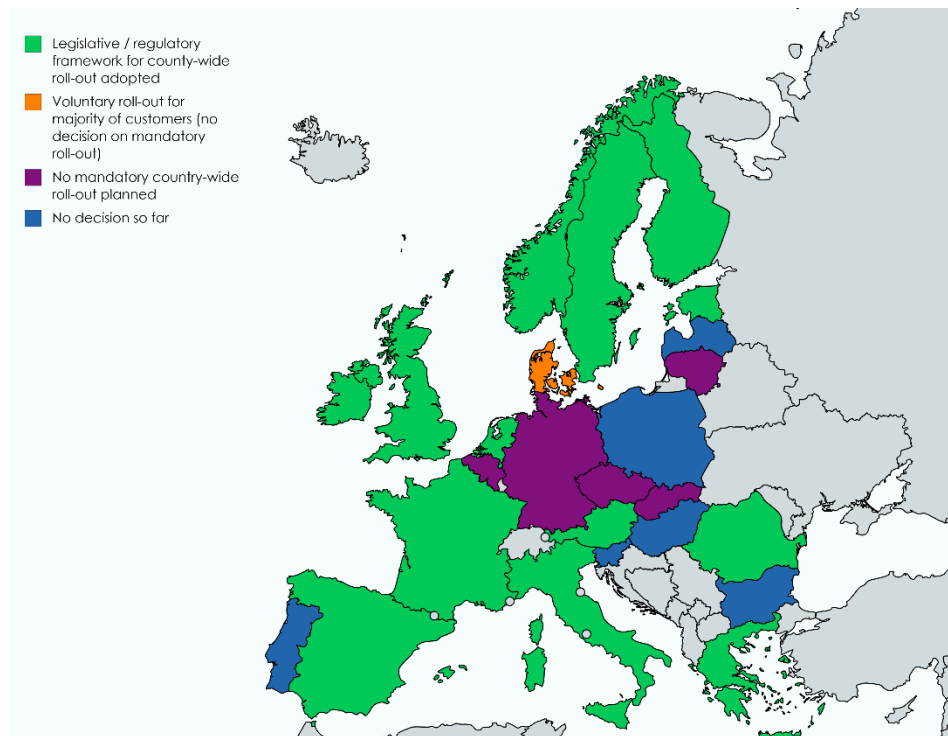 Legislative / regulatory
framework for county-wide
roll-out adopted
Voluntary roll-out for
majority of customers (no
decision on mandatory
roll-out)
No mandatory country-wide
roll-out planned
No decision so far